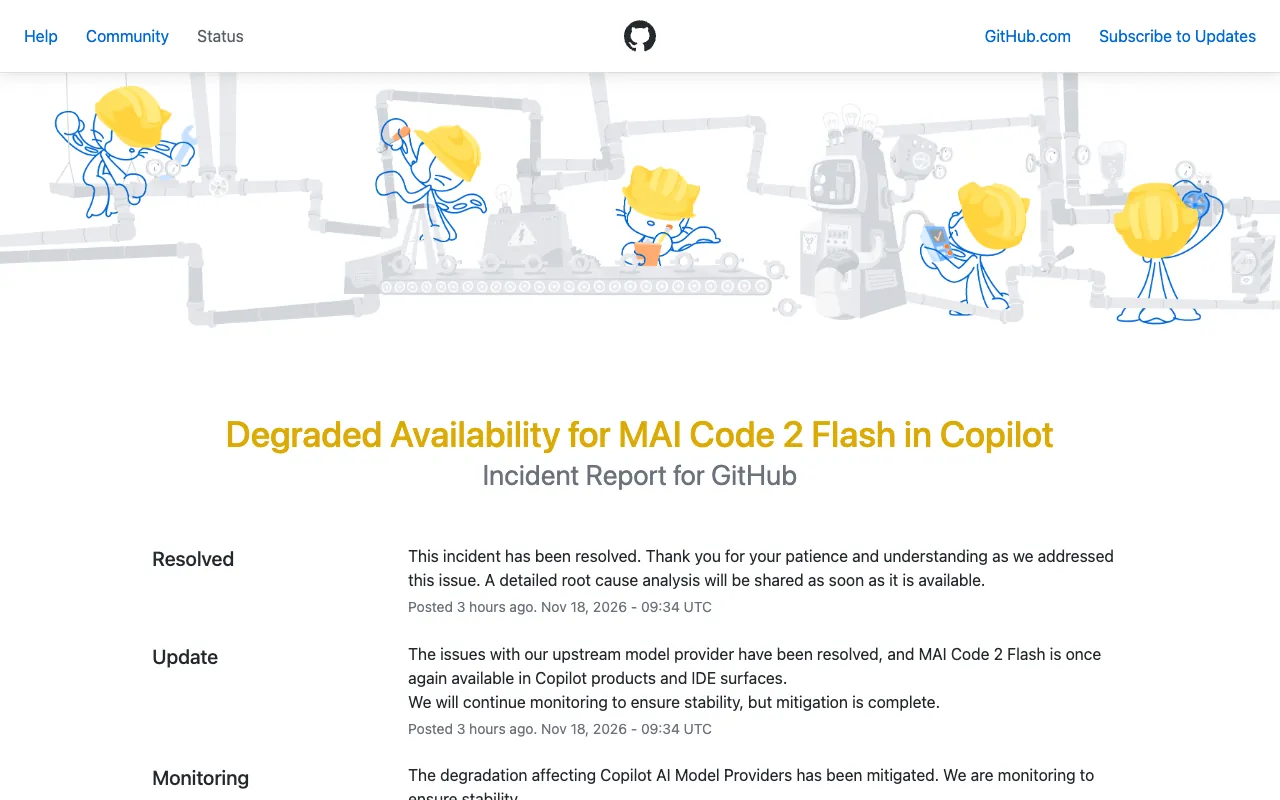 Help Community Status GitHub.com Subscribe to Updates
Degraded Availability for MAI Code 2 Flash in Copilot
Incident Report for GitHub
Resolved
This incident has been resolved. Thank you for your patience and understanding as we addressed
this issue. A detailed root cause analysis will be shared as soon as it is available.
Posted 3 hours ago. Nov 18, 2026 - 09:34 UTC
Update
The issues with our upstream model provider have been resolved, and MAI Code 2 Flash is once
again available in Copilot products and IDE surfaces.
We will continue monitoring to ensure stability, but mitigation is complete.
Posted 3 hours ago. Nov 18, 2026 - 09:34 UTC
Monitoring
The degradation affecting Copilot AI Model Providers has been mitigated. We are monitoring to
ensure stability.